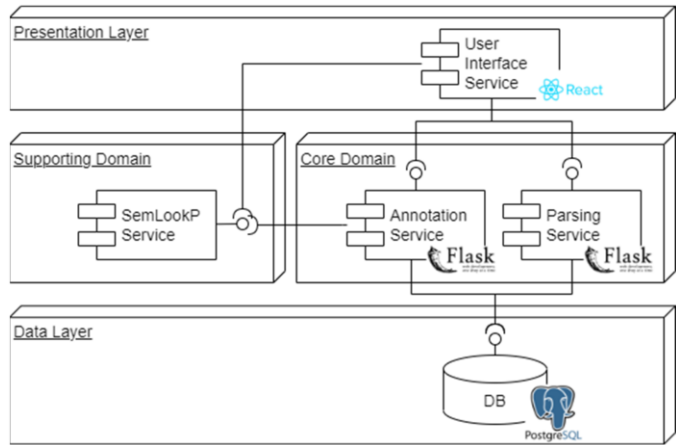 Presentation Layer
User
Interface
Service
React
Supporting Domain
Core Domain
SemLookP
Service
Annotation
Service
Flask
Parsing
Service
Flask
Data Layer
DB
PostgreSQL